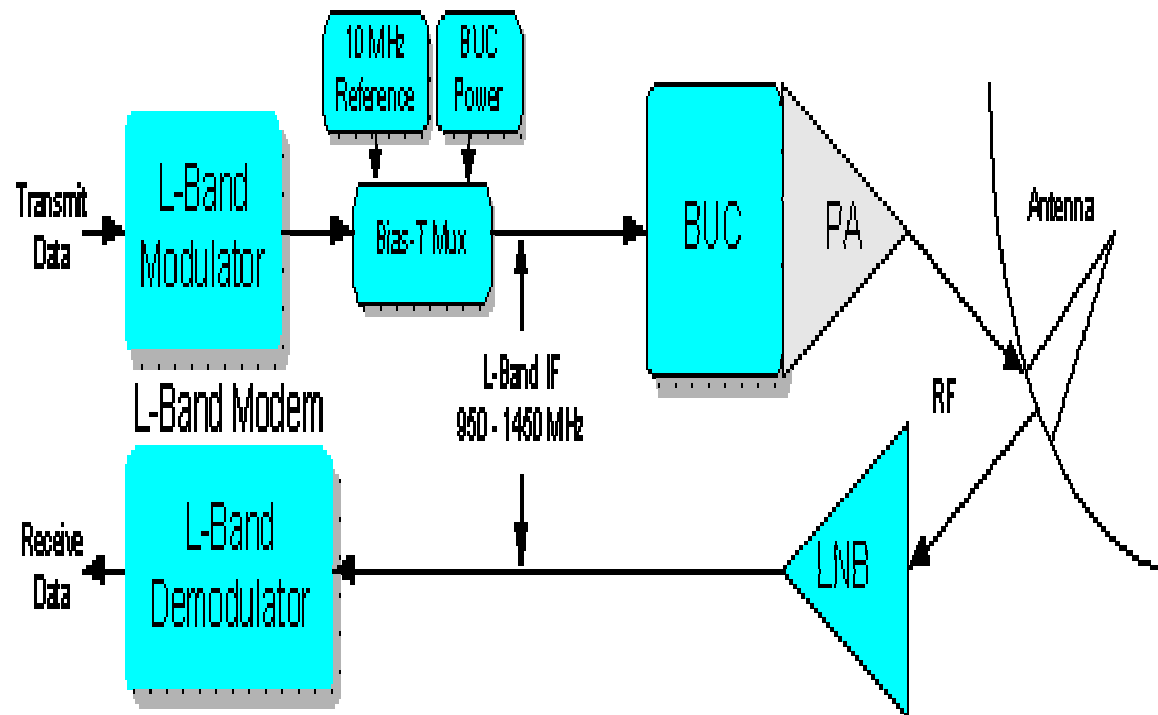 10 MHz
Reference
BUC
Power
L-Band
Modulator
Transmit
Data
Bias-T Mux
BUC
PA
Antenna
L-Band IF
950 - 1450 MHz
RF
L-Band Modem
L-Band
Demodulator
Receive
Data
LNB